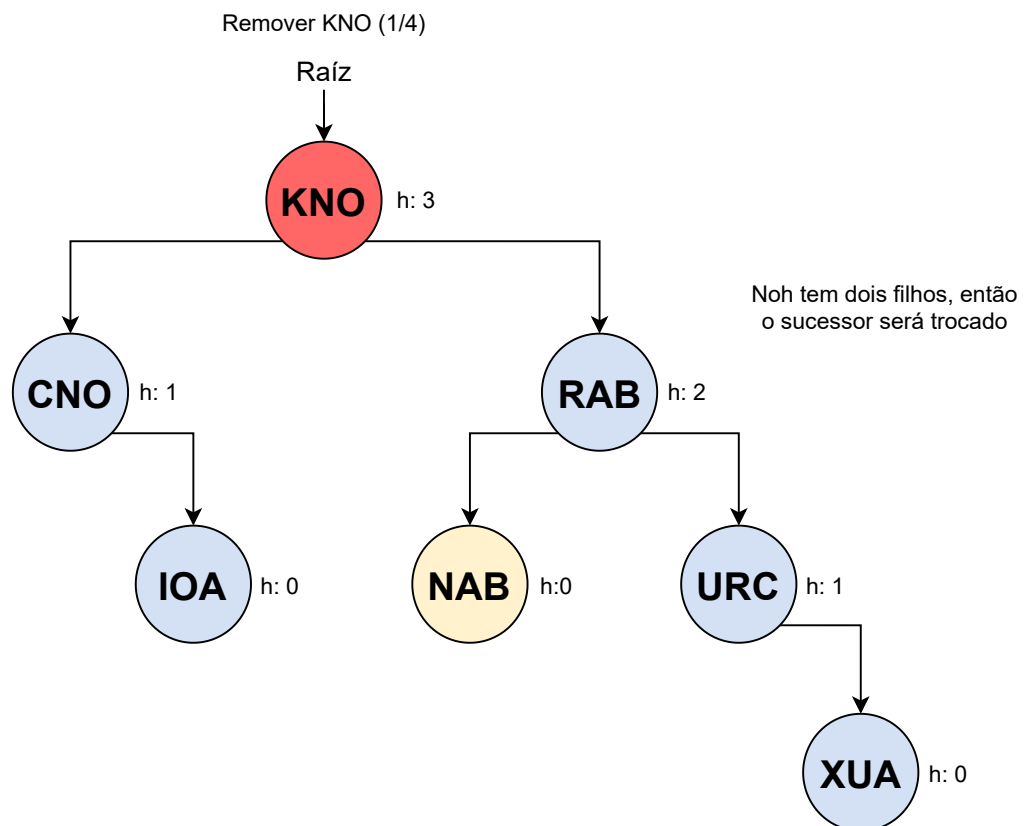 Remover KNO (1/4)
Raíz
KNO
h: 3
Noh tem dois filhos, então
o sucessor será trocado
CNO
h: 1
RAB
h: 2
IOA
h: 0
NAB
h:0
URC
h: 1
XUA
h: 0